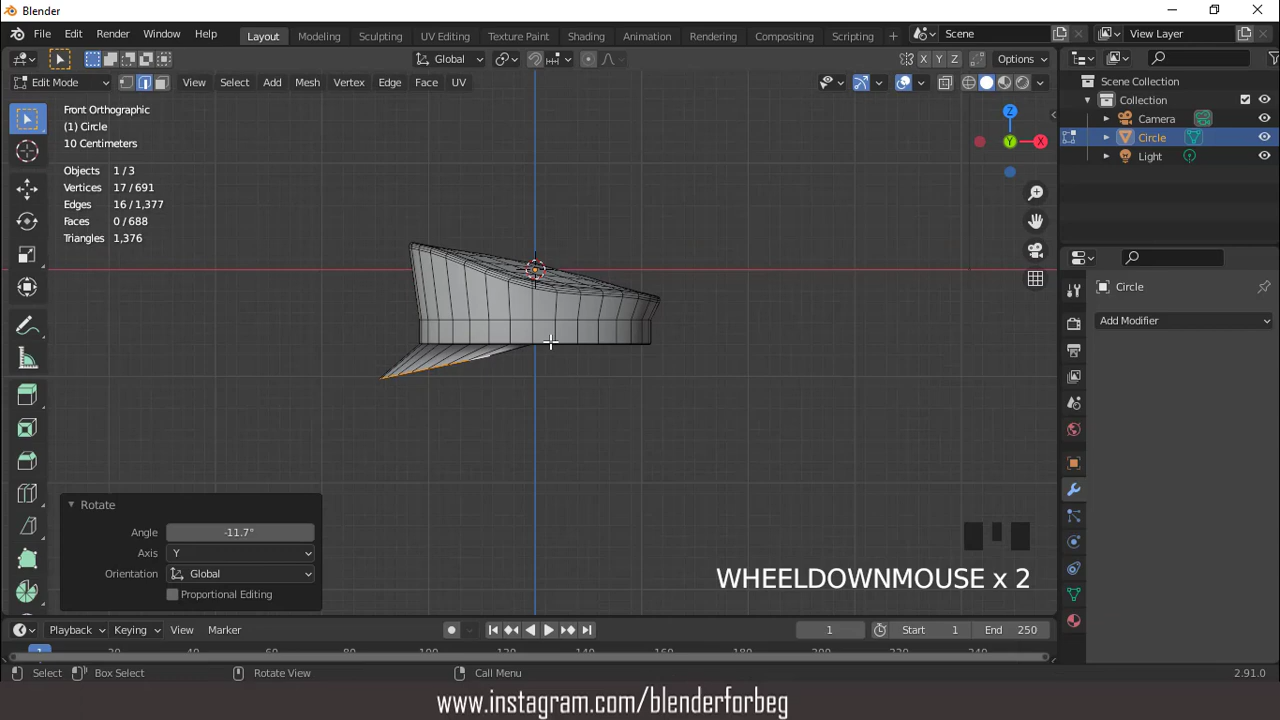 Blender
File Edit Render Window Help Layout Modeling Sculpting UV Editing Texture Paint Shading Animation Rendering Compositing Scripting Scene View Layer
Global X Y Z Options
Edit Mode View Select Add Mesh Vertex Edge Face UV
Front Orthographic
(1) Circle
10 Centimeters
Objects 1 / 3
Vertices 17 / 691
Edges 16 / 1,377
Faces 0 / 688
Triangles 1,376
Z
Y X
Scene Collection
Collection
Camera
Circle
Light
Circle
Add Modifier
Rotate
Angle -11.7°
Axis Y
Orientation Global
Proportional Editing
WHEELDOWNMOUSE x 2
Playback Keying View Marker 1 Start 1 End 250
Select Box Select Rotate View Call Menu 2.91.0
www.instagram.com/blenderforbeg